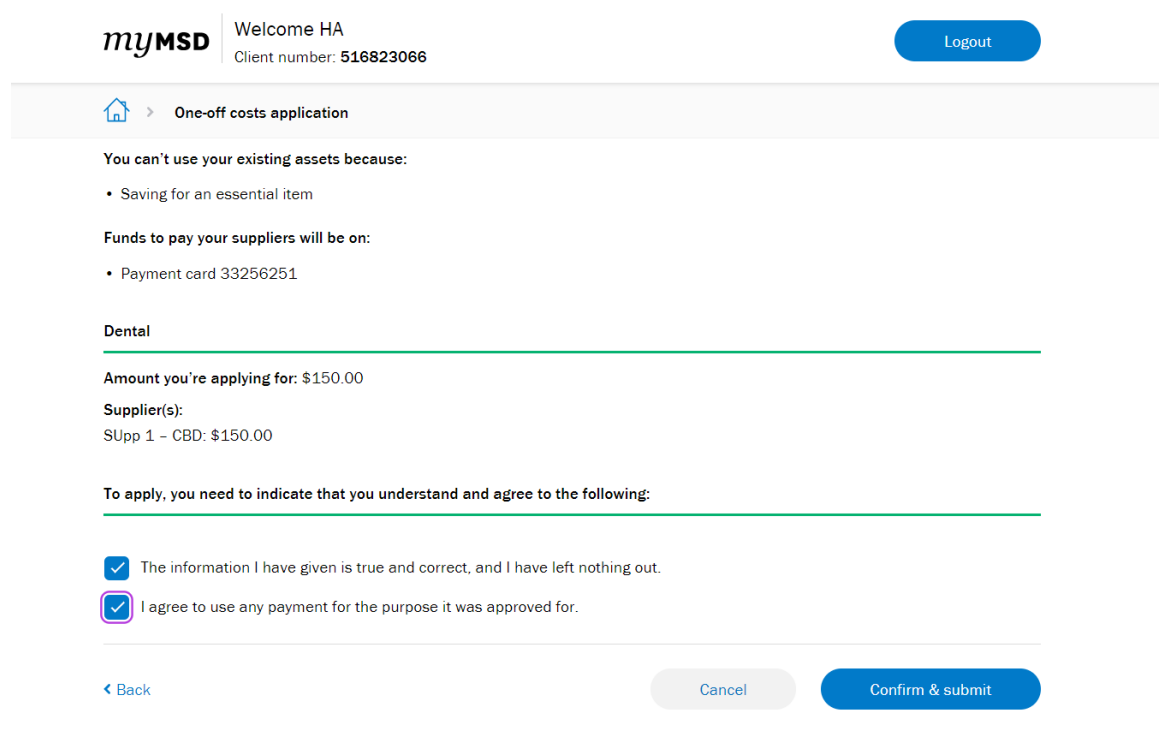 myMSD
Welcome HA
Client number: 516823066
Logout
One-off costs application
You can’t use your existing assets because:
• Saving for an essential item
Funds to pay your suppliers will be on:
• Payment card 33256251
Dental
Amount you’re applying for: $150.00
Supplier(s):
SUpp 1 – CBD: $150.00
To apply, you need to indicate that you understand and agree to the following:
The information I have given is true and correct, and I have left nothing out.
I agree to use any payment for the purpose it was approved for.
Back
Cancel
Confirm & submit